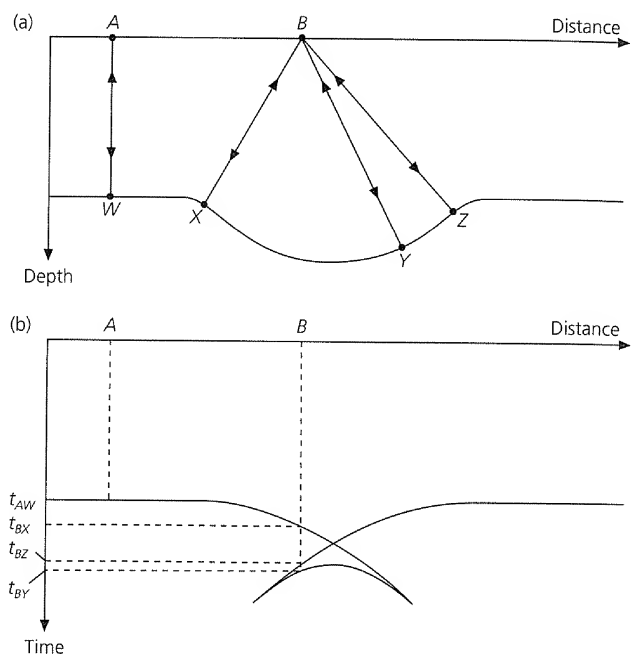 (a)
A B Distance
W X Y Z
Depth
(b)
A B Distance
t_AW
t_BX
t_BZ
t_BY
Time